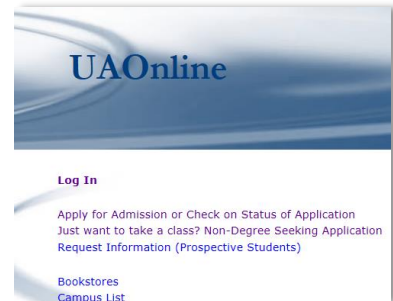 UAOnline
Log In
Apply for Admission or Check on Status of Application
Just want to take a class? Non-Degree Seeking Application
Request Information (Prospective Students)
Bookstores
Campus List